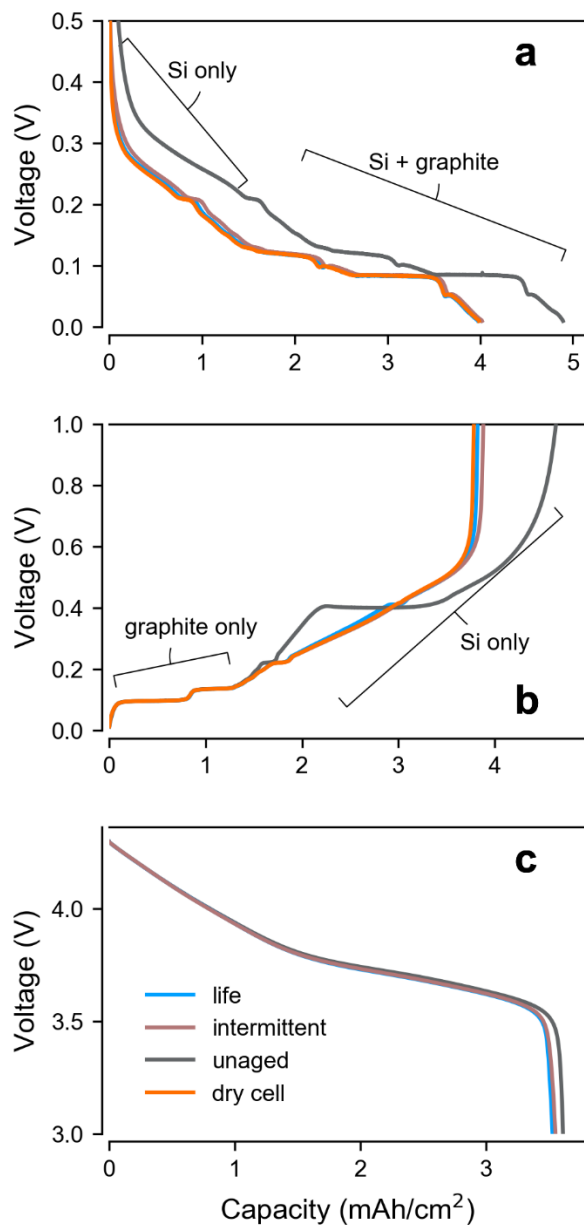 a
0.5
0.4
0.3
0.2
0.1
0.0
Voltage (V)
Si only
Si + graphite
0 1 2 3 4 5
b
1.0
0.8
0.6
0.4
0.2
0.0
Voltage (V)
graphite only
Si only
0 1 2 3 4
c
4.0
3.5
3.0
Voltage (V)
life
intermittent
unaged
dry cell
0 1 2 3
Capacity (mAh/cm²)